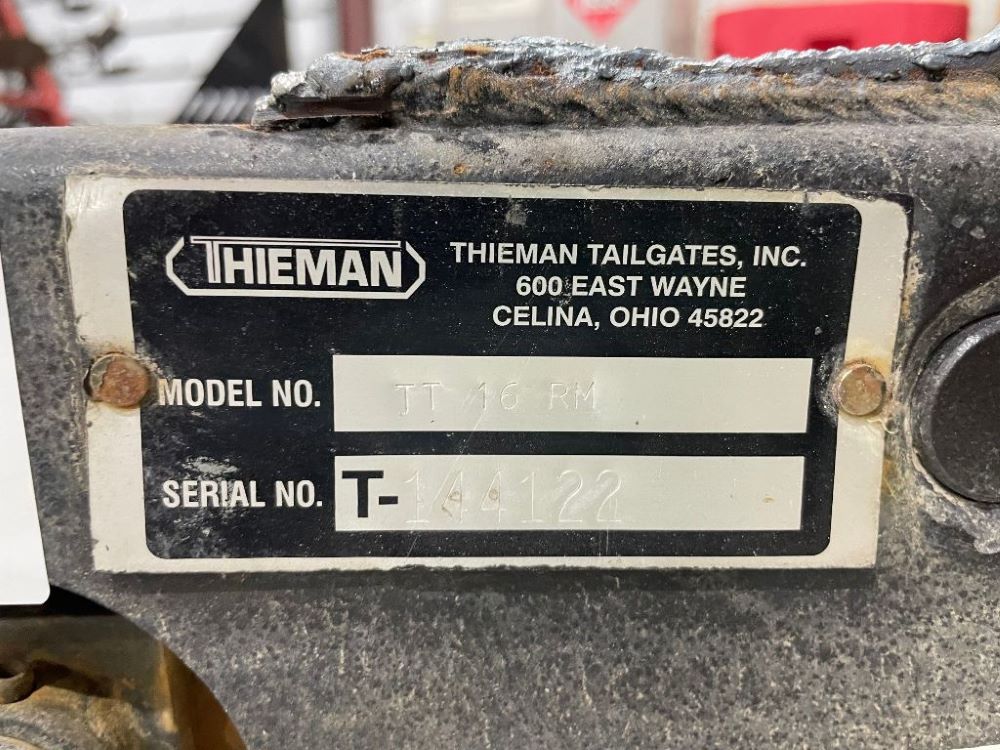 THIEMAN
THIEMAN TAILGATES, INC.
600 EAST WAYNE
CELINA, OHIO 45822
MODEL NO. TT 16 RM
SERIAL NO. T-144122